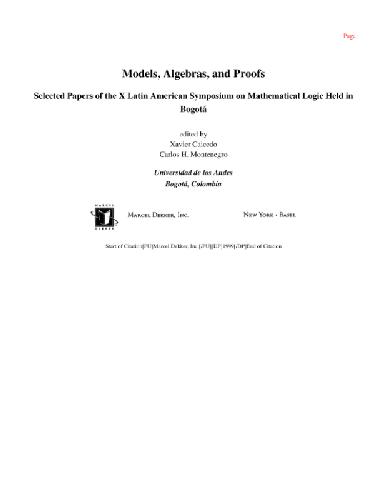 Page
Models, Algebras, and Proofs
Selected Papers of the X Latin American Symposium on Mathematical Logic Held in
Bogotá
edited by
Xavier Caicedo
Carlos H. Montenegro
Universidad de los Andes
Bogotá, Colombia
MARCEL
DEKKER
MARCEL DEKKER, INC.
NEW YORK · BASEL
Start of Citation[PU]Marcel Dekker, Inc.[/PU][DP]1999[/DP]End of Citation